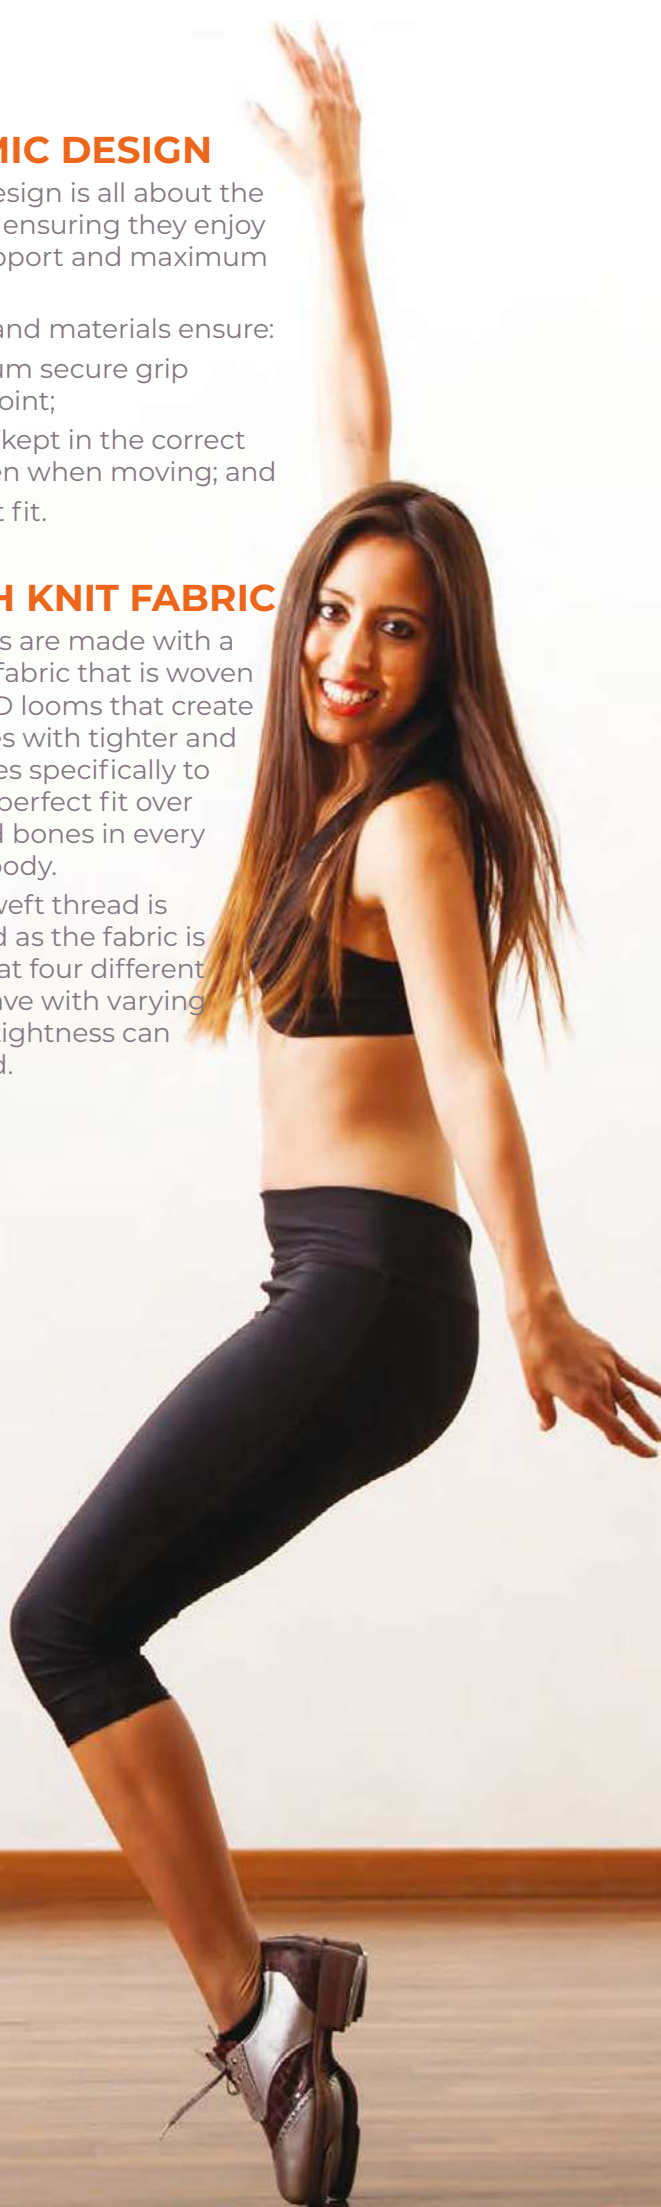 MIC DESIGN
esign is all about the
ensuring they enjoy
pport and maximum
and materials ensure:
um secure grip
oint;
kept in the correct
en when moving; and
t fit.
H KNIT FABRIC
s are made with a
fabric that is woven
D looms that create
es with tighter and
es specifically to
perfect fit over
d bones in every
body.
weft thread is
d as the fabric is
at four different
ave with varying
tightness can
d.